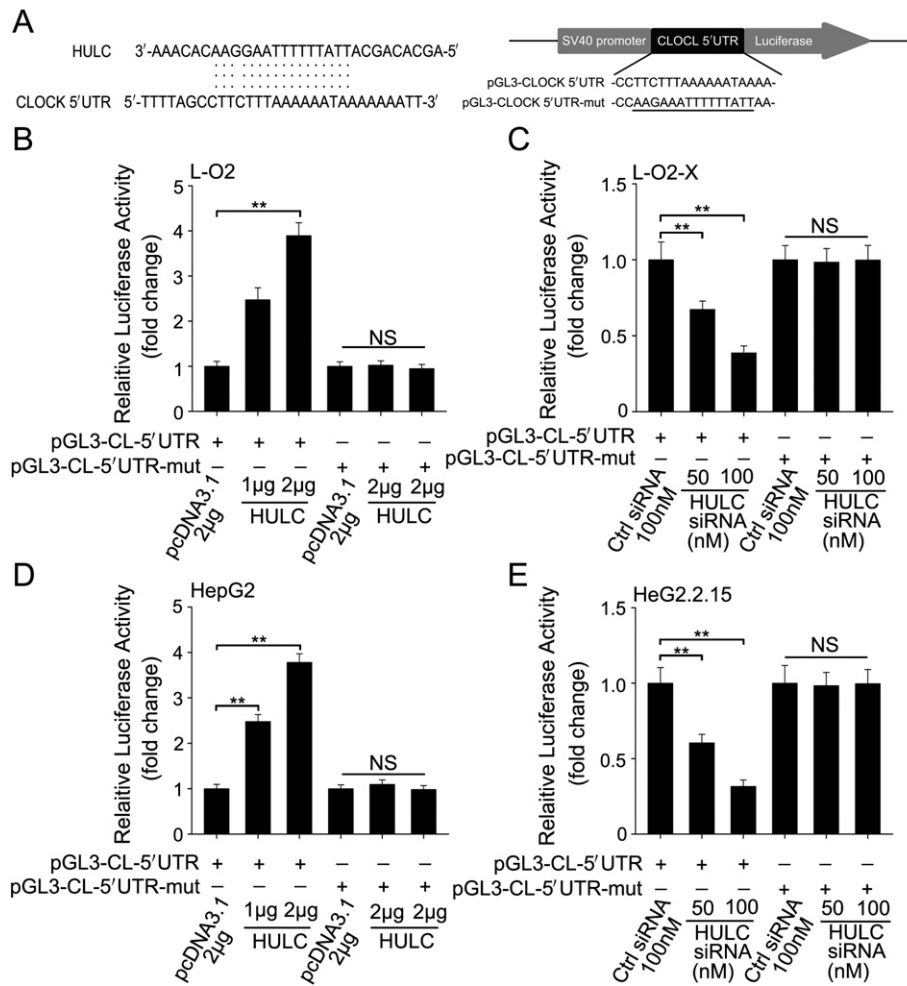 A
HULC 3'-AAACACAAGGAATTTTTTATTACGACACGA-5'
CLOCK 5'UTR 5'-TTTTAGCCTTCTTTAAAAAATAAAAAAATT-3'
SV40 promoter CLOCL 5'UTR Luciferase
pGL3-CLOCK 5'UTR -CCTTCTTTAAAAAATAAAA-
pGL3-CLOCK 5'UTR-mut -CCAAGAAATTTTTTATTAA-
B
L-O2
Relaitive Luciferase Activity
(fold change)
5
4
3
2
1
0
**
NS
pGL3-CL-5'UTR + + + – – –
pGL3-CL-5'UTR-mut – – – + + +
pcDNA3.1 2μg
1μg 2μg
HULC
pcDNA3.1 2μg
2μg 2μg
HULC
C
L-O2-X
Relaitive Luciferase Activity
(fold change)
1.5
1.0
0.5
0
**
**
NS
pGL3-CL-5'UTR + + + – – –
pGL3-CL-5'UTR-mut – – – + + +
Ctrl siRNA 100nM
50 100
HULC
siRNA
(nM)
Ctrl siRNA 100nM
50 100
HULC
siRNA
(nM)
D
HepG2
Relaitive Luciferase Activity
(fold change)
5
4
4
2
1
0
**
**
NS
pGL3-CL-5'UTR + + + – – –
pGL3-CL-5'UTR-mut – – – + + +
pcDNA3.1 2μg
1μg 2μg
HULC
pcDNA3.1 2μg
2μg 2μg
HULC
E
HeG2.2.15
Relaitive Luciferase Activity
(fold change)
1.5
1.0
0.5
0
**
**
NS
pGL3-CL-5'UTR + + + – – –
pGL3-CL-5'UTR-mut – – – + + +
Ctrl siRNA 100nM
50 100
HULC
siRNA
(nM)
Ctrl siRNA 100nM
50 100
HULC
siRNA
(nM)